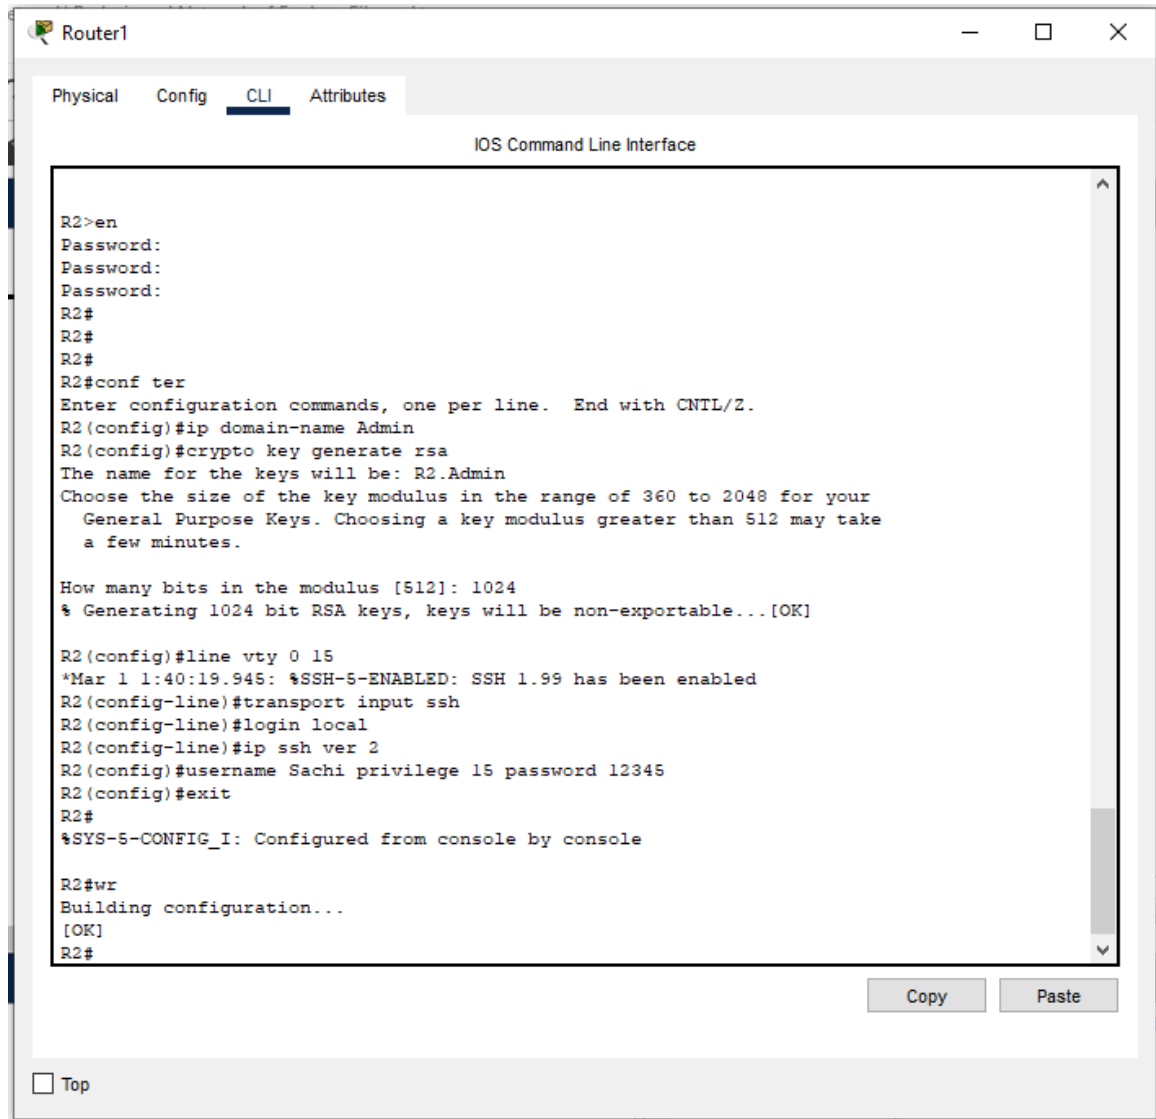 Router1
Physical Config CLI Attributes
IOS Command Line Interface
R2>en
Password:
Password:
Password:
R2#
R2#
R2#
R2#conf ter
Enter configuration commands, one per line.  End with CNTL/Z.
R2(config)#ip domain-name Admin
R2(config)#crypto key generate rsa
The name for the keys will be: R2.Admin
Choose the size of the key modulus in the range of 360 to 2048 for your
  General Purpose Keys. Choosing a key modulus greater than 512 may take
  a few minutes.
How many bits in the modulus [512]: 1024
% Generating 1024 bit RSA keys, keys will be non-exportable...[OK]
R2(config)#line vty 0 15
*Mar 1 1:40:19.945: %SSH-5-ENABLED: SSH 1.99 has been enabled
R2(config-line)#transport input ssh
R2(config-line)#login local
R2(config-line)#ip ssh ver 2
R2(config)#username Sachi privilege 15 password 12345
R2(config)#exit
R2#
%SYS-5-CONFIG_I: Configured from console by console
R2#wr
Building configuration...
[OK]
R2#
Copy Paste
Top